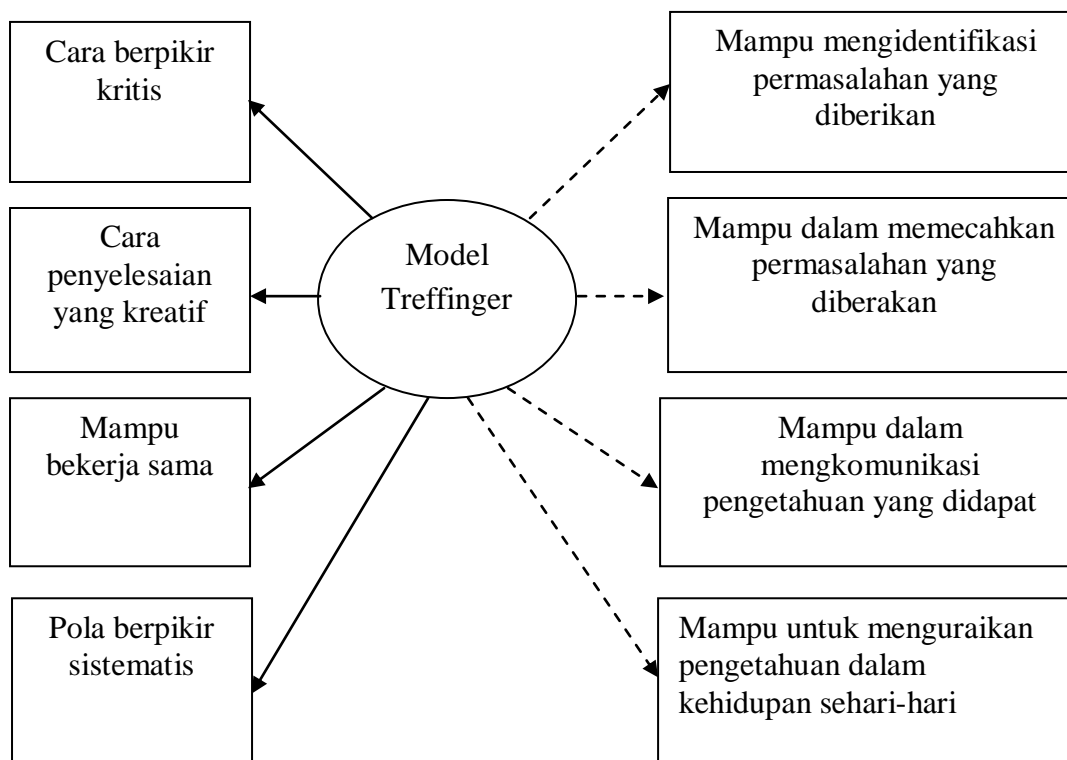 Cara berpikir
kritis
Cara
penyelesaian
yang kreatif
Mampu
bekerja sama
Pola berpikir
sistematis
Model
Treffinger
Mampu mengidentifikasi
permasalahan yang
diberikan
Mampu dalam memecahkan
permasalahan yang
diberakan
Mampu dalam
mengkomunikasi
pengetahuan yang didapat
Mampu untuk menguraikan
pengetahuan dalam
kehidupan sehari-hari